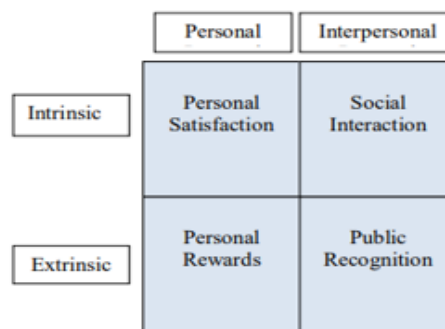 Personal
Interpersonal
Intrinsic
Personal
Satisfaction
Social
Interaction
Extrinsic
Personal
Rewards
Public
Recognition